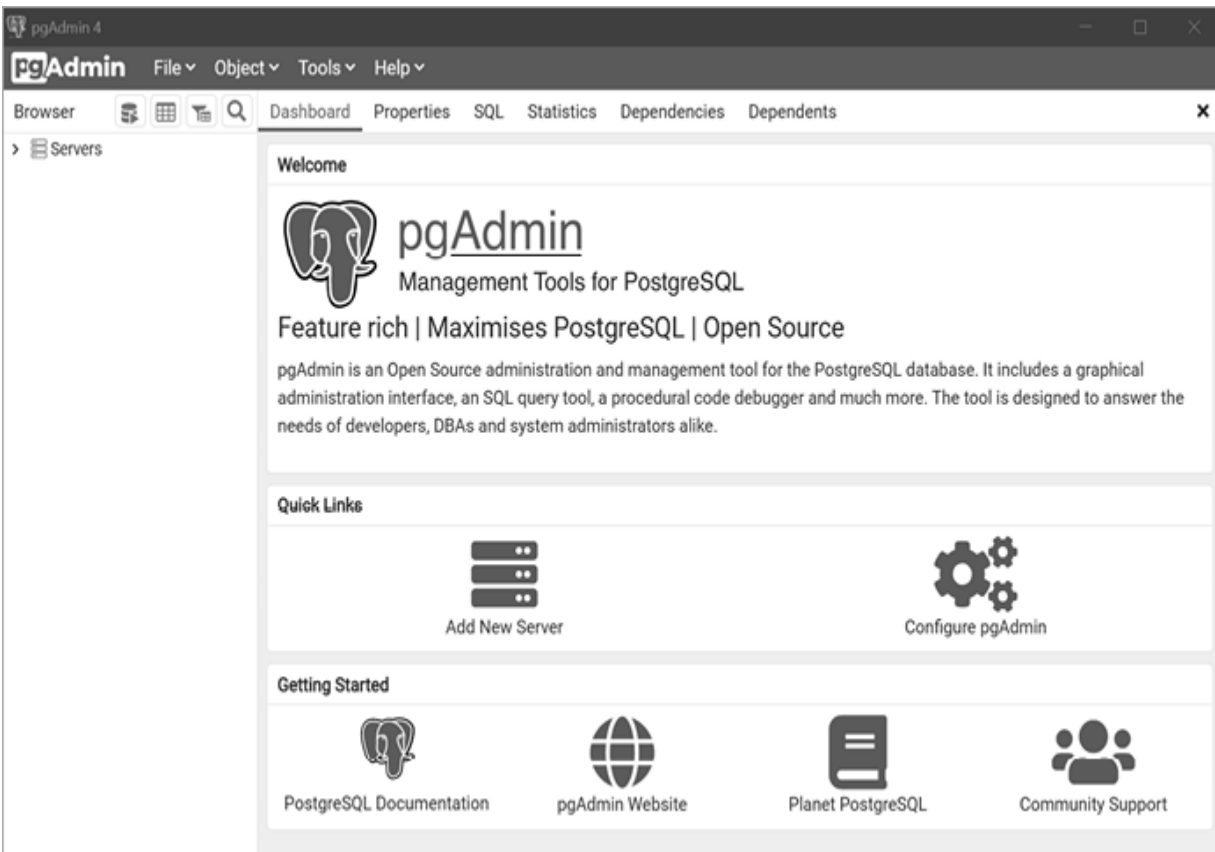 pgAdmin 4
pgAdmin File Object Tools Help
Browser Dashboard Properties SQL Statistics Dependencies Dependents
Servers
Welcome
pgAdmin
Management Tools for PostgreSQL
Feature rich | Maximises PostgreSQL | Open Source
pgAdmin is an Open Source administration and management tool for the PostgreSQL database. It includes a graphical
administration interface, an SQL query tool, a procedural code debugger and much more. The tool is designed to answer the
needs of developers, DBAs and system administrators alike.
Quick Links
Add New Server Configure pgAdmin
Getting Started
PostgreSQL Documentation pgAdmin Website Planet PostgreSQL Community Support